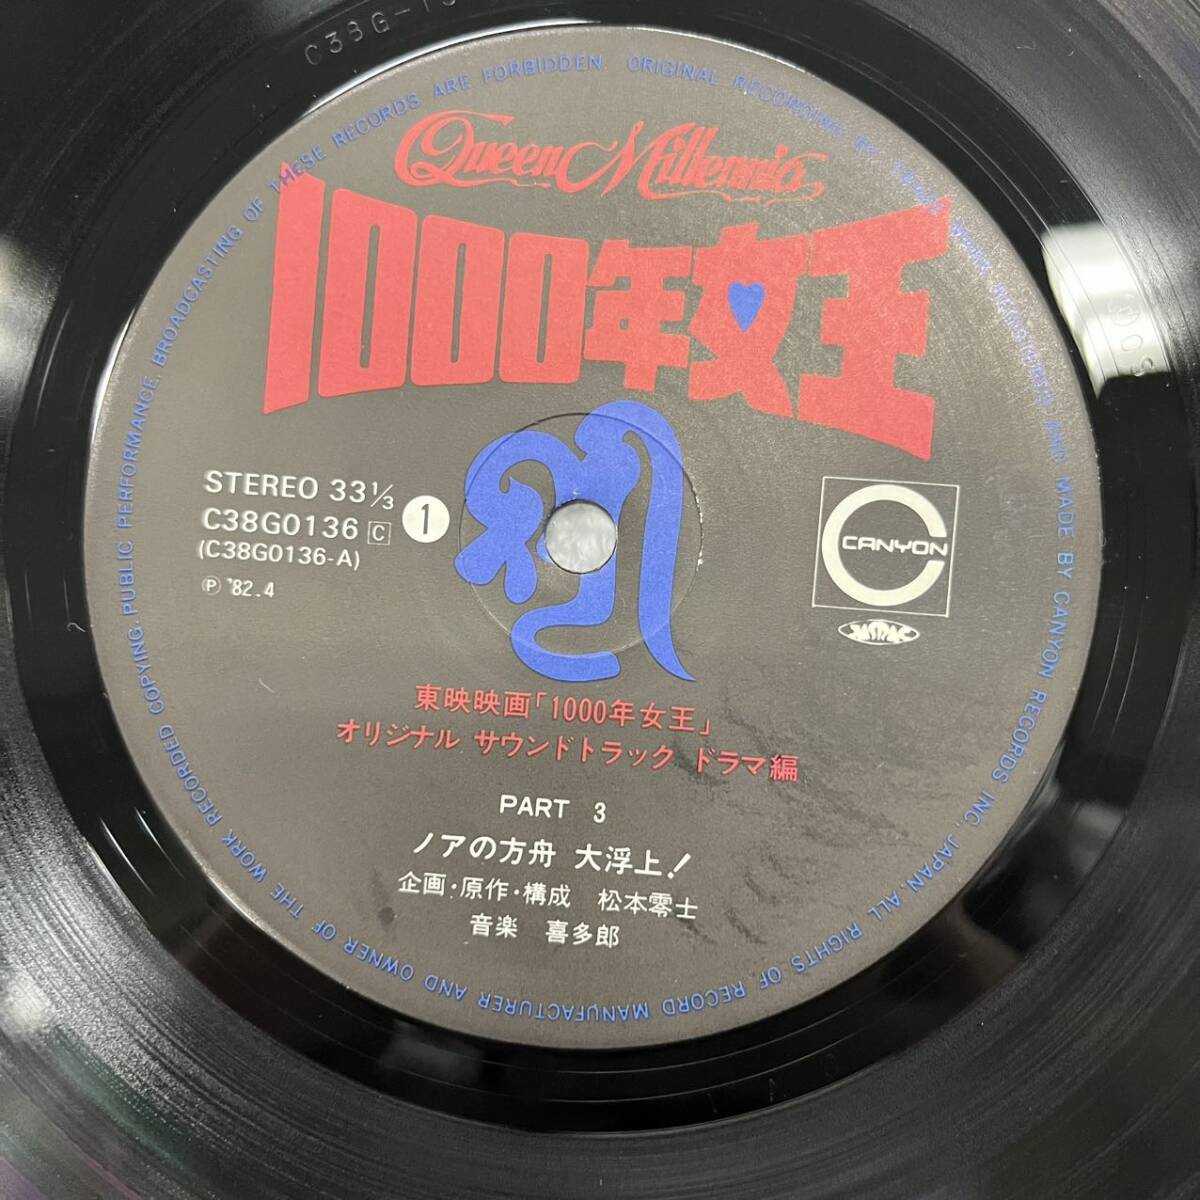 C38G-
Queen Millennia
1000年女王
STEREO 33 1/3
C38G0136 C
(C38G0136-A)
1
Ⓟ '82.4
CANYON
東映映画「1000年女王」
オリジナル サウンドトラック ドラマ編
PART 3
ノアの方舟 大浮上!
企画・原作・構成 松本零士
音楽 喜多郎
ALL RIGHTS OF RECORD MANUFACTURER AND OWNER OF THE WORK RECORDED COPYING, PUBLIC PERFORMANCE, BROADCASTING OF THESE RECORDS ARE FORBIDDEN. ORIGINAL RECORDING BY AND MADE BY CANYON RECORDS INC., JAPAN.